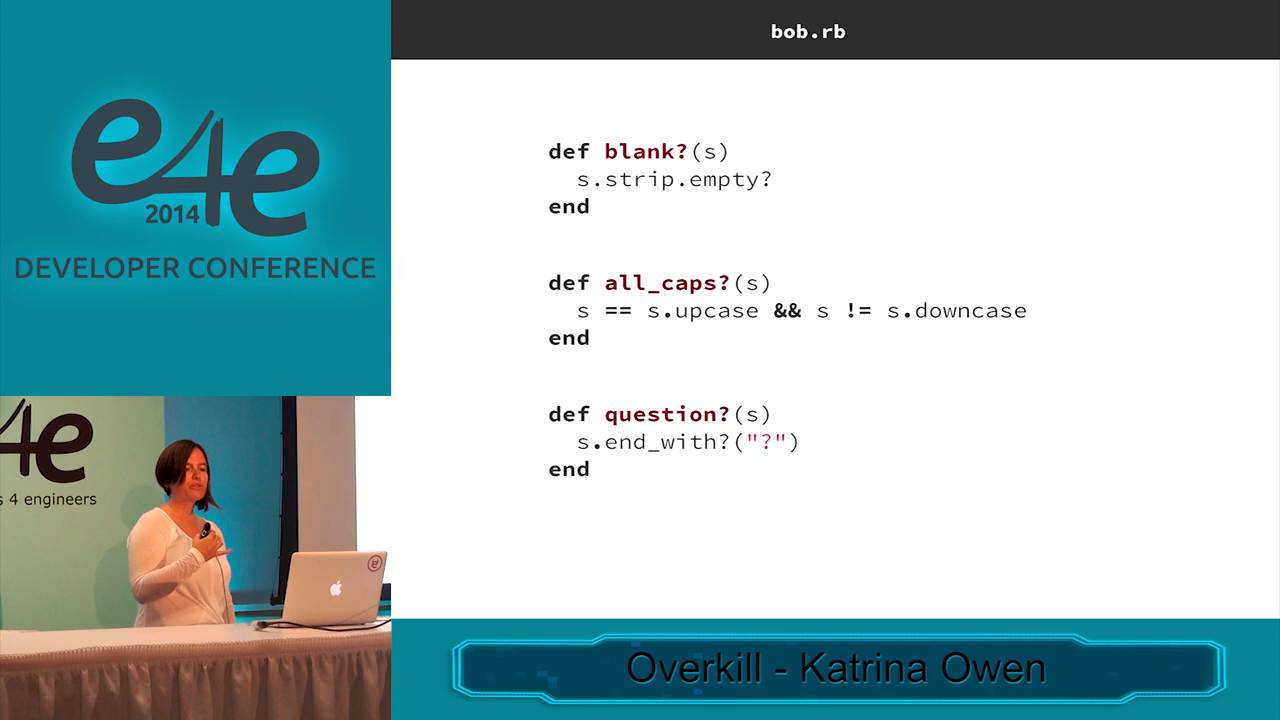 e4e
2014
DEVELOPER CONFERENCE
bob.rb
def blank?(s)
  s.strip.empty?
end
def all_caps?(s)
  s == s.upcase && s != s.downcase
end
def question?(s)
  s.end_with?("?")
end
4e
s 4 engineers
Overkill - Katrina Owen